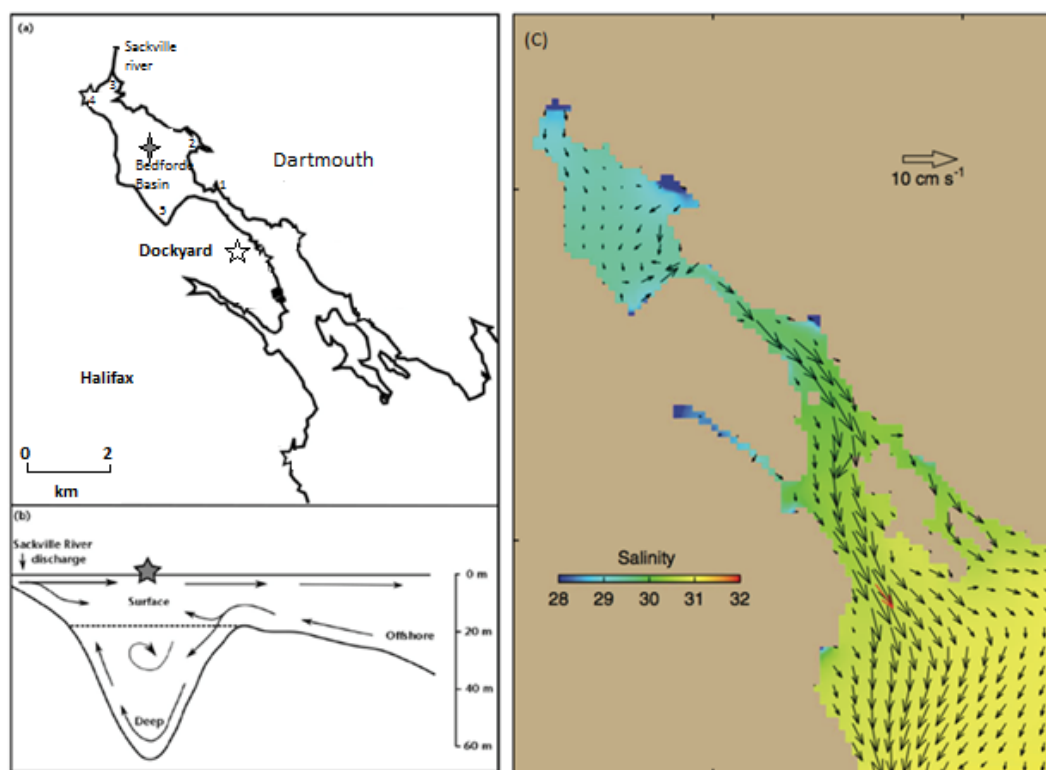 (a)
Sackville
river
3
4
2
Bedford
Basin
1
5
Dartmouth
Dockyard
Halifax
0 2
km
(b)
Sackville River
discharge
0 m
Surface
Offshore
20 m
40 m
Deep
60 m
(C)
10 cm s⁻¹
Salinity
28 29 30 31 32